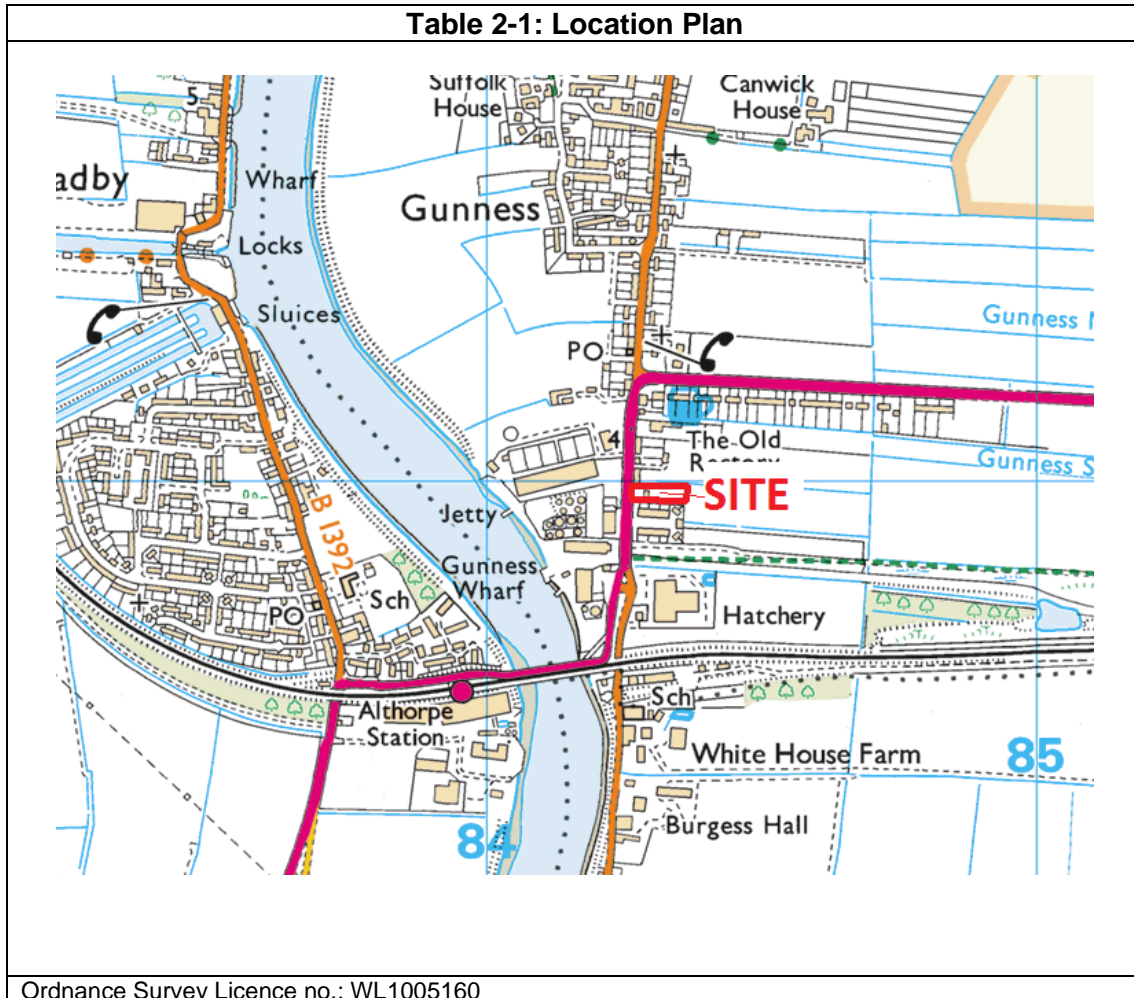 Table 2-1: Location Plan
Suffolk
House
Canwick
House
5
adby
Wharf
Gunness
Locks
Sluices
Gunness
PO
4
The Old
Rectory
Gunness S
SITE
Jetty
B 1392
Gunness
Wharf
Sch
PO
Hatchery
Sch
Althorpe
Station
White House Farm
85
84
Burgess Hall
Ordnance Survey Licence no.: WL1005160